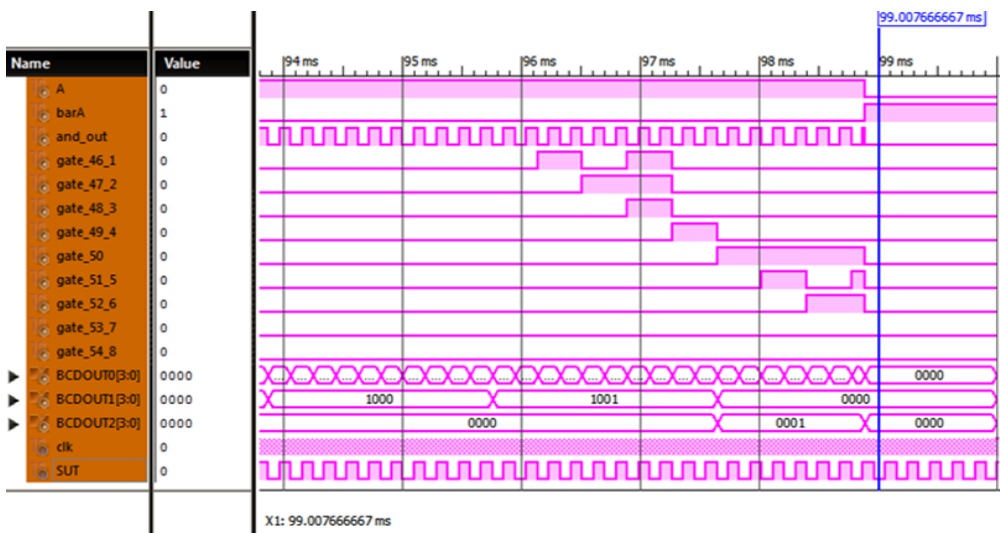 99.007666667 ms
Name Value 94 ms 95 ms 96 ms 97 ms 98 ms 99 ms
A 0
barA 1
and_out 0
gate_46_1 0
gate_47_2 0
gate_48_3 0
gate_49_4 0
gate_50 0
gate_51_5 0
gate_52_6 0
gate_53_7 0
gate_54_8 0
BCDOUT0[3:0] 0000 ... ... ... ... ... ... ... ... ... ... ... ... ... 0000
BCDOUT1[3:0] 0000 1000 1001 0000
BCDOUT2[3:0] 0000 0000 0001 0000
clk 0
SUT 0
X1: 99.007666667 ms